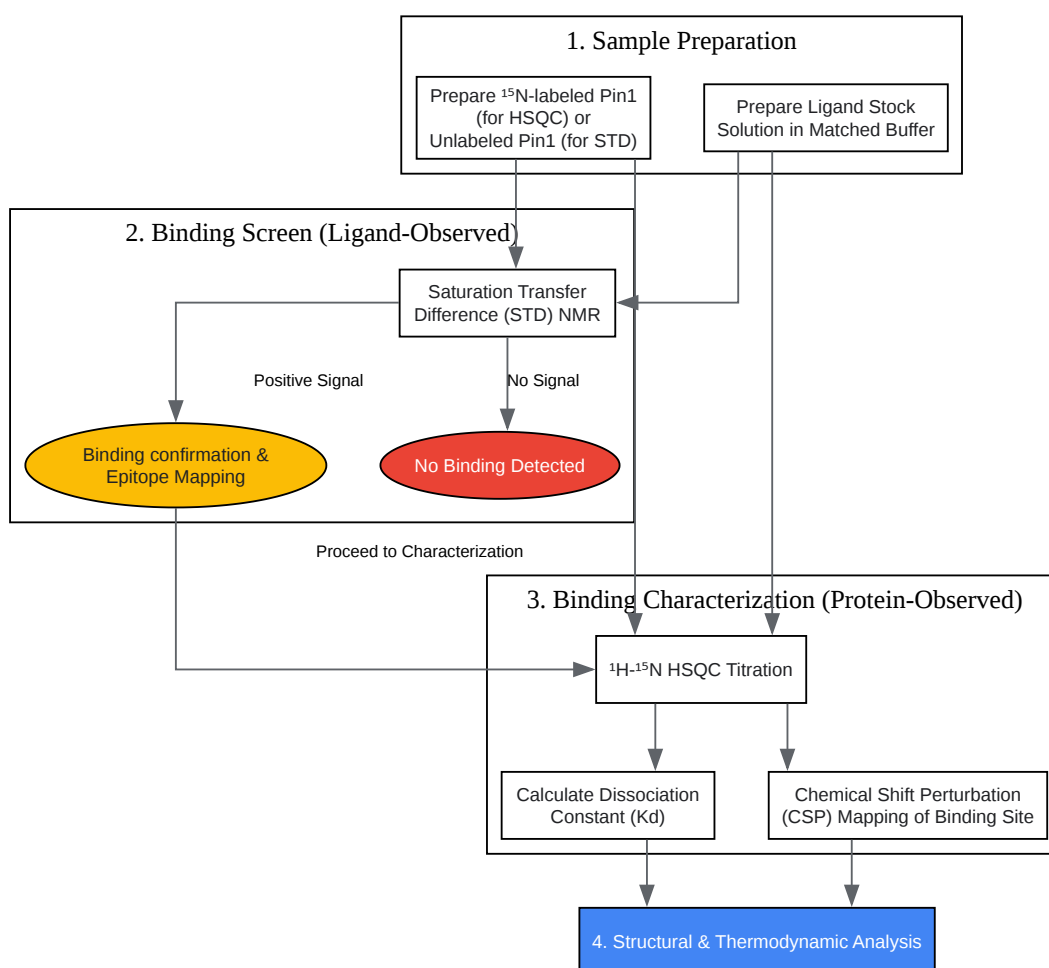 1. Sample Preparation
Prepare ¹⁵N-labeled Pin1
(for HSQC) or
Unlabeled Pin1 (for STD)
Prepare Ligand Stock
Solution in Matched Buffer
2. Binding Screen (Ligand-Observed)
Saturation Transfer
Difference (STD) NMR
Positive Signal
No Signal
Binding confirmation &
Epitope Mapping
No Binding Detected
Proceed to Characterization
3. Binding Characterization (Protein-Observed)
¹H-¹⁵N HSQC Titration
Calculate Dissociation
Constant (Kd)
Chemical Shift Perturbation
(CSP) Mapping of Binding Site
4. Structural & Thermodynamic Analysis